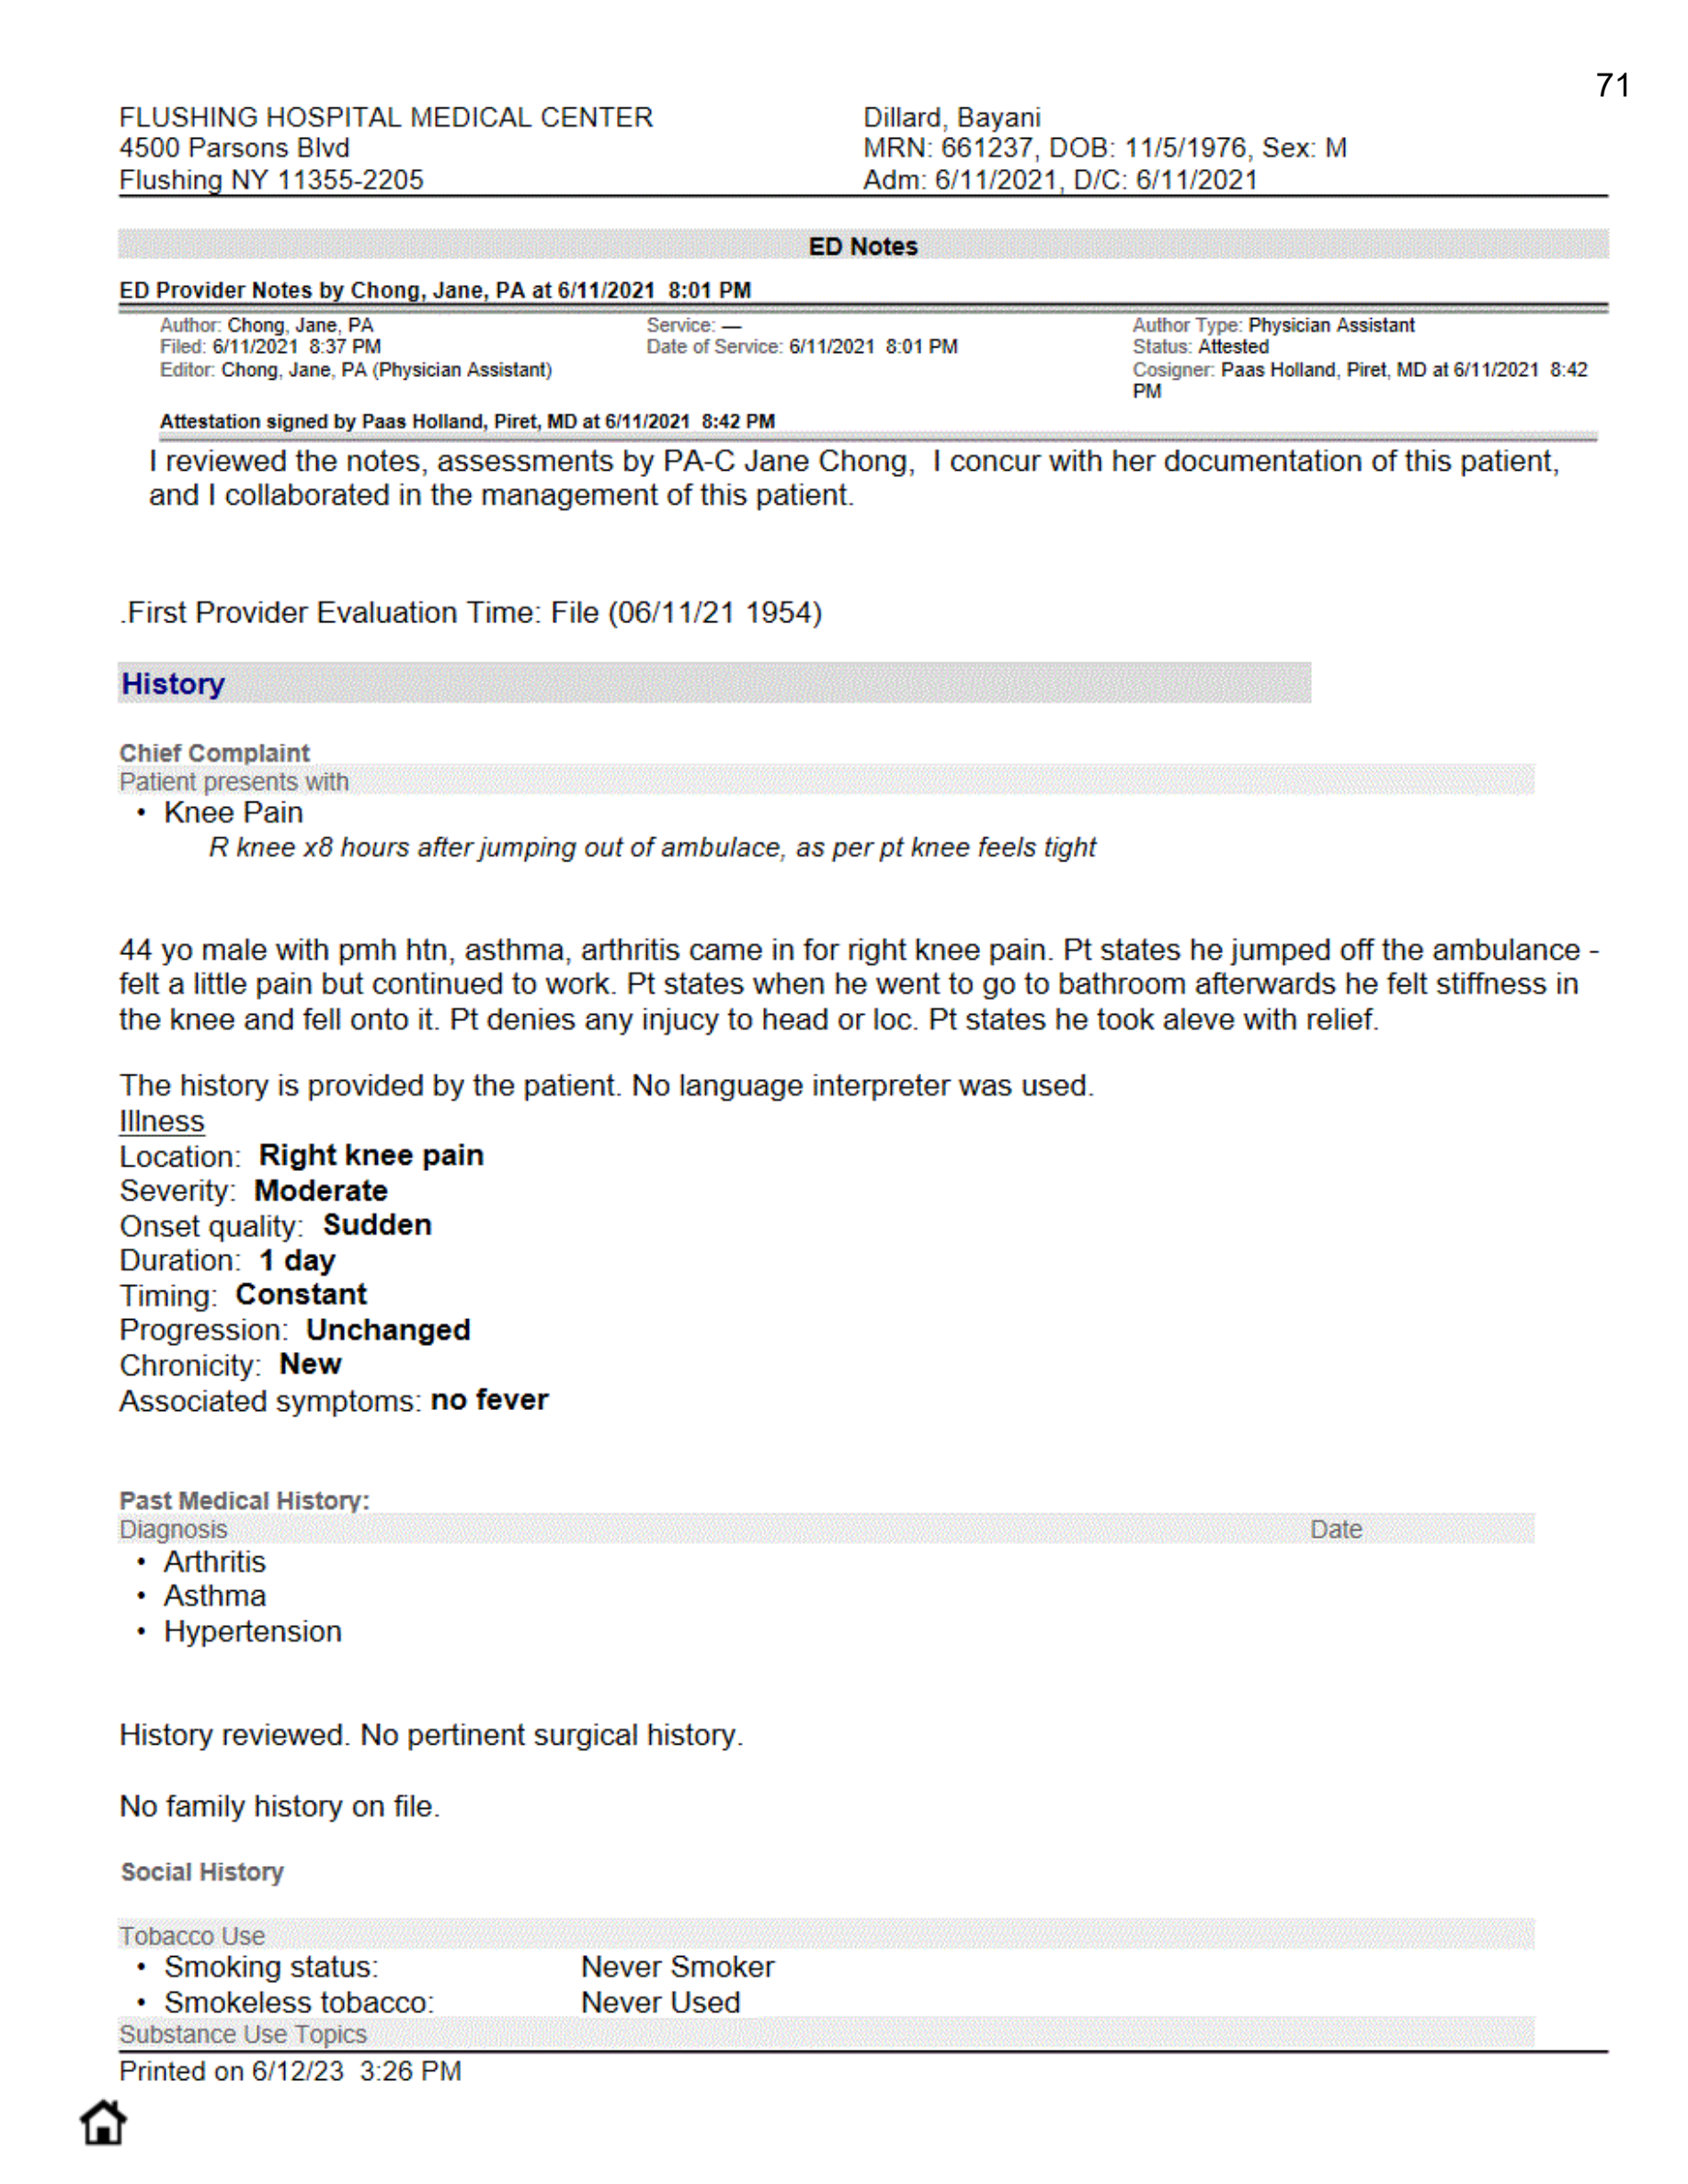 71
FLUSHING HOSPITAL MEDICAL CENTER
4500 Parsons Blvd
Flushing NY 11355-2205
Dillard, Bayani
MRN: 661237, DOB: 11/5/1976, Sex: M
Adm: 6/11/2021, D/C: 6/11/2021
ED Notes
ED Provider Notes by Chong, Jane, PA at 6/11/2021 8:01 PM
Author: Chong, Jane, PA
Filed: 6/11/2021 8:37 PM
Editor: Chong, Jane, PA (Physician Assistant)
Service: —
Date of Service: 6/11/2021 8:01 PM
Author Type: Physician Assistant
Status: Attested
Cosigner: Paas Holland, Piret, MD at 6/11/2021 8:42
PM
Attestation signed by Paas Holland, Piret, MD at 6/11/2021 8:42 PM
I reviewed the notes, assessments by PA-C Jane Chong, I concur with her documentation of this patient,
and I collaborated in the management of this patient.
.First Provider Evaluation Time: File (06/11/21 1954)
History
Chief Complaint
Patient presents with
• Knee Pain
R knee x8 hours after jumping out of ambulace, as per pt knee feels tight
44 yo male with pmh htn, asthma, arthritis came in for right knee pain. Pt states he jumped off the ambulance -
felt a little pain but continued to work. Pt states when he went to go to bathroom afterwards he felt stiffness in
the knee and fell onto it. Pt denies any injucy to head or loc. Pt states he took aleve with relief.
The history is provided by the patient. No language interpreter was used.
Illness
Location: Right knee pain
Severity: Moderate
Onset quality: Sudden
Duration: 1 day
Timing: Constant
Progression: Unchanged
Chronicity: New
Associated symptoms: no fever
Past Medical History:
Diagnosis Date
• Arthritis
• Asthma
• Hypertension
History reviewed. No pertinent surgical history.
No family history on file.
Social History
Tobacco Use
• Smoking status: Never Smoker
• Smokeless tobacco: Never Used
Substance Use Topics
Printed on 6/12/23 3:26 PM